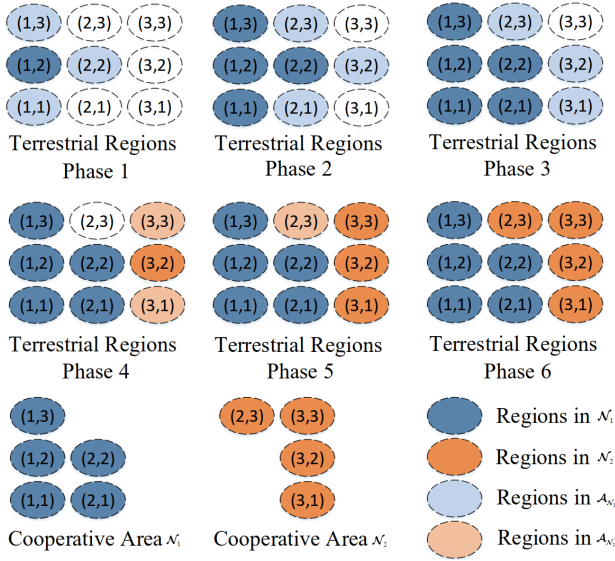 (1,3) (2,3) (3,3)
(1,2) (2,2) (3,2)
(1,1) (2,1) (3,1)
Terrestrial Regions
Phase 1
(1,3) (2,3) (3,3)
(1,2) (2,2) (3,2)
(1,1) (2,1) (3,1)
Terrestrial Regions
Phase 2
(1,3) (2,3) (3,3)
(1,2) (2,2) (3,2)
(1,1) (2,1) (3,1)
Terrestrial Regions
Phase 3
(1,3) (2,3) (3,3)
(1,2) (2,2) (3,2)
(1,1) (2,1) (3,1)
Terrestrial Regions
Phase 4
(1,3) (2,3) (3,3)
(1,2) (2,2) (3,2)
(1,1) (2,1) (3,1)
Terrestrial Regions
Phase 5
(1,3) (2,3) (3,3)
(1,2) (2,2) (3,2)
(1,1) (2,1) (3,1)
Terrestrial Regions
Phase 6
(1,3)
(1,2) (2,2)
(1,1) (2,1)
Cooperative Area 𝒩₁
(2,3) (3,3)
(3,2)
(3,1)
Cooperative Area 𝒩₂
Regions in 𝒩₁
Regions in 𝒩₂
Regions in 𝒜_𝒩₁
Regions in 𝒜_𝒩₂